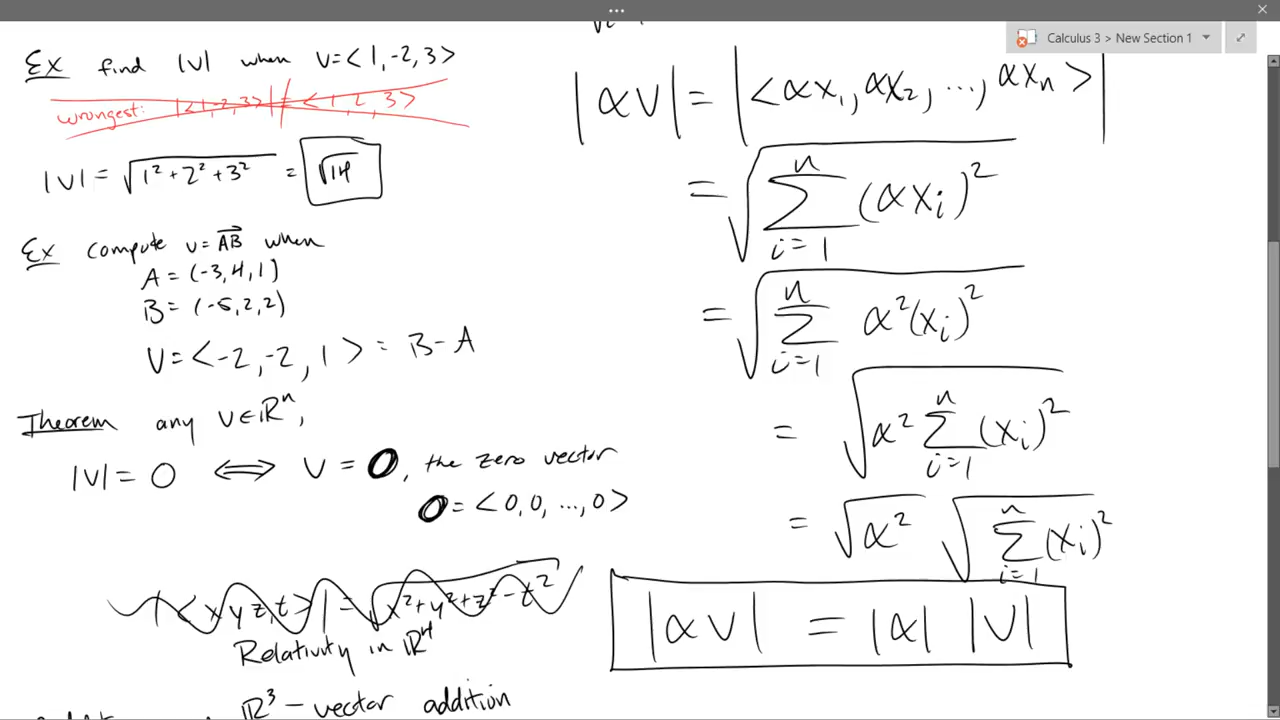 Calculus 3 > New Section 1
Ex find |V| when V=<1,-2,3>
wrongest: |<1,-2,3>| = <1,2,3>
|V| = √(1²+2²+3²) = √14
Ex compute v=AB⃗ when
A = (-3,4,1)
B = (-5,2,2)
V = <-2,-2,1> = B-A
Theorem any V∈ℝⁿ,
|V| = 0 ⟺ V = 0, the zero vector
0 = <0,0,...,0>
|<x y z,t>| = √(x²+y²+z²-t²)
Relativity in ℝ⁴
ℝ³ - vector addition
|αV| = |<αx₁, αx₂, ..., αxₙ>|
= √(∑ᵢ₌₁ⁿ (αxᵢ)²)
= √(∑ᵢ₌₁ⁿ α²(xᵢ)²)
= √(α² ∑ᵢ₌₁ⁿ (xᵢ)²)
= √α² √(∑ᵢ₌₁ⁿ (xᵢ)²)
|αV| = |α| |V|